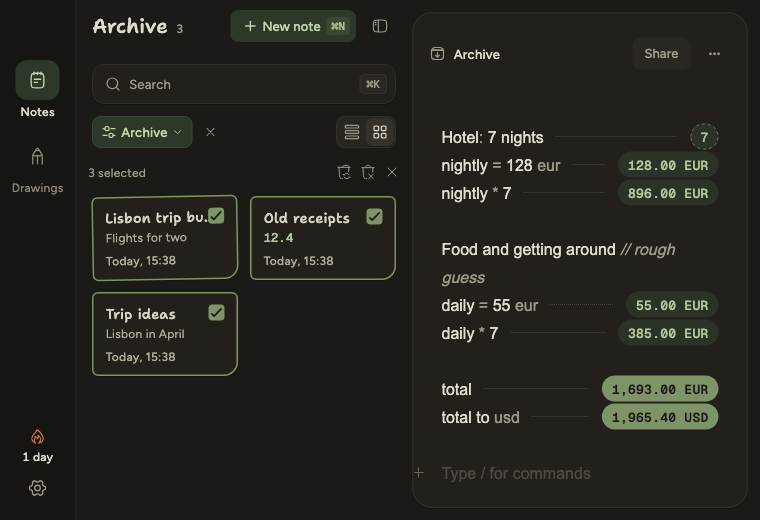 Notes
Drawings
1 day
Archive 3
+ New note ⌘N
Search ⌘K
Archive
3 selected
Lisbon trip bu.
Flights for two
Today, 15:38
Old receipts
12.4
Today, 15:38
Trip ideas
Lisbon in April
Today, 15:38
Archive Share ...
Hotel: 7 nights 7
nightly = 128 eur 128.00 EUR
nightly * 7 896.00 EUR
Food and getting around // rough
guess
daily = 55 eur 55.00 EUR
daily * 7 385.00 EUR
total 1,693.00 EUR
total to usd 1,965.40 USD
+ Type / for commands